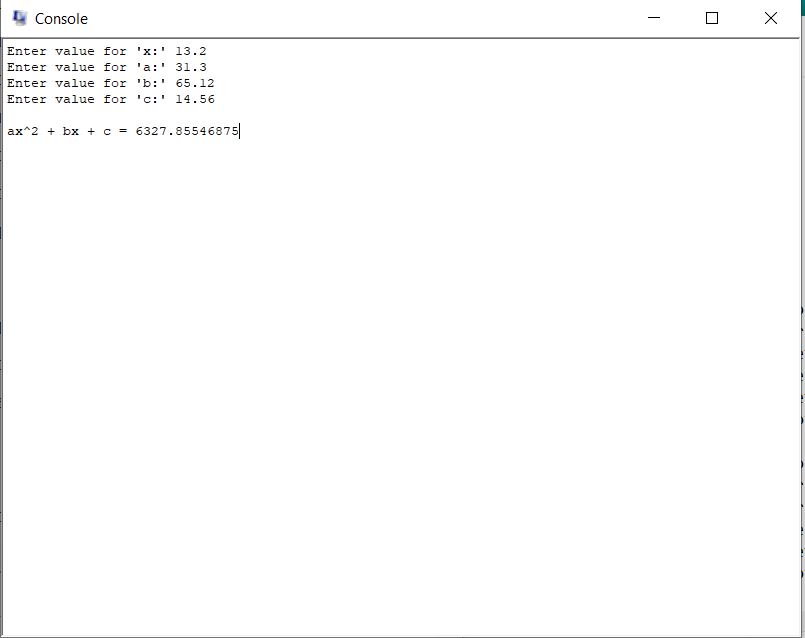 Console
Enter value for 'x:' 13.2
Enter value for 'a:' 31.3
Enter value for 'b:' 65.12
Enter value for 'c:' 14.56
ax^2 + bx + c = 6327.85546875